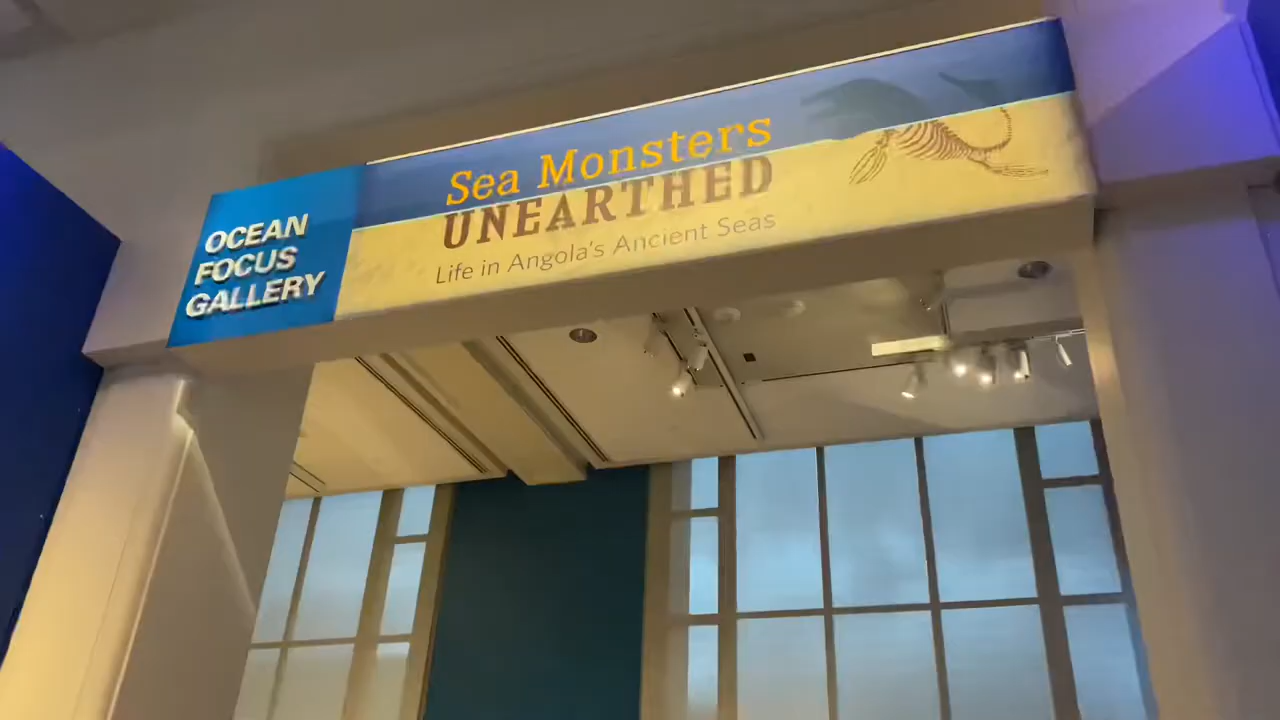 OCEAN
FOCUS
GALLERY
Sea Monsters
UNEARTHED
Life in Angola's Ancient Seas